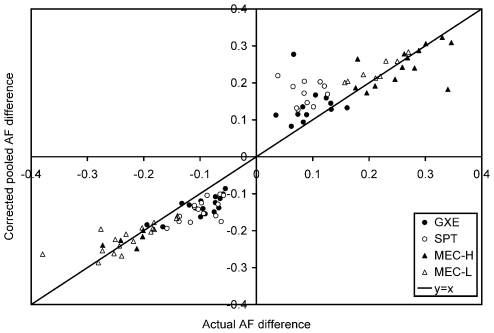 0.4
0.3
0.2
0.1
0
-0.4
-0.3
-0.2
-0.1
0
0.1
0.2
0.3
0.4
-0.1
-0.2
-0.3
-0.4
Corrected pooled AF difference
Actual AF difference
GXE
SPT
MEC-H
MEC-L
y=x